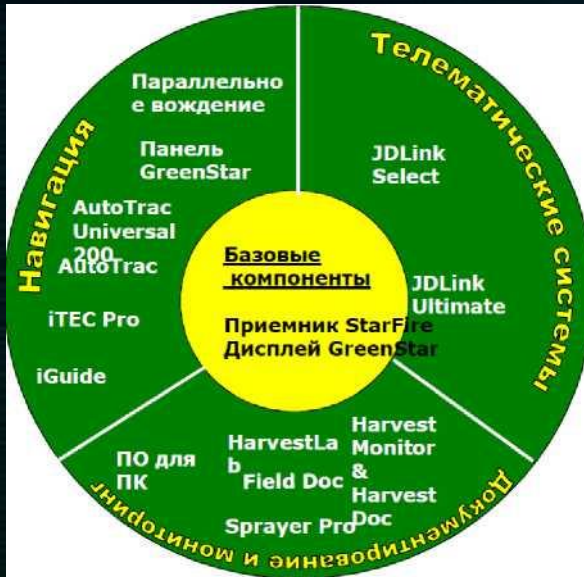 Навигация
Параллельно
е вождение
Панель
GreenStar
AutoTrac
Universal
200
AutoTrac
iTEC Pro
iGuide
Телематические системы
JDLink
Select
JDLink
Ultimate
Базовые
компоненты
Приемник StarFire
Дисплей GreenStar
ПО для
ПК
HarvestLa
b
Field Doc
Sprayer Pro
Harvest
Monitor
&
Harvest
Doc
Документирование и мониторинг